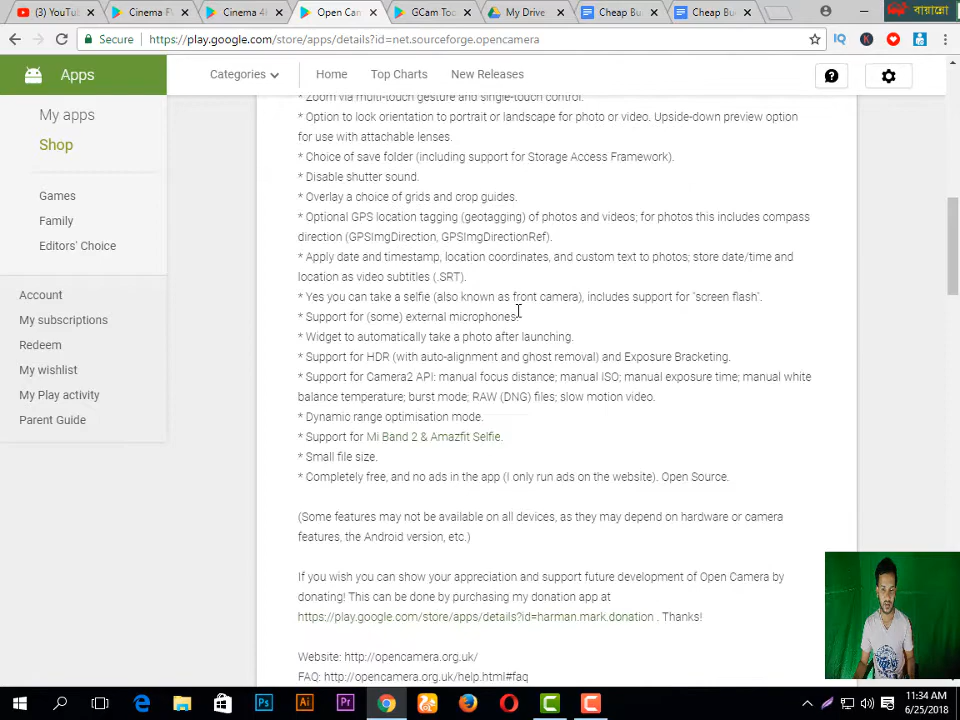 (3) YouTu
Cinema F
Cinema 4
Open Cam
GCam Too
My Drive
Cheap Bu
Cheap Bu
বায়ান্নো
Secure
https://play.google.com/store/apps/details?id=net.sourceforge.opencamera
IQ
K
Apps
Categories
Home
Top Charts
New Releases
My apps
Shop
Games
Family
Editors' Choice
Account
My subscriptions
Redeem
My wishlist
My Play activity
Parent Guide
* Zoom via multi-touch gesture and single-touch control.
* Option to lock orientation to portrait or landscape for photo or video. Upside-down preview option
for use with attachable lenses.
* Choice of save folder (including support for Storage Access Framework).
* Disable shutter sound.
* Overlay a choice of grids and crop guides.
* Optional GPS location tagging (geotagging) of photos and videos; for photos this includes compass
direction (GPSImgDirection, GPSImgDirectionRef).
* Apply date and timestamp, location coordinates, and custom text to photos; store date/time and
location as video subtitles (.SRT).
* Yes you can take a selfie (also known as front camera), includes support for "screen flash".
* Support for (some) external microphones.
* Widget to automatically take a photo after launching.
* Support for HDR (with auto-alignment and ghost removal) and Exposure Bracketing.
* Support for Camera2 API: manual focus distance; manual ISO; manual exposure time; manual white
balance temperature; burst mode; RAW (DNG) files; slow motion video.
* Dynamic range optimisation mode.
* Support for Mi Band 2 & Amazfit Selfie.
* Small file size.
* Completely free, and no ads in the app (I only run ads on the website). Open Source.
(Some features may not be available on all devices, as they may depend on hardware or camera
features, the Android version, etc.)
If you wish you can show your appreciation and support future development of Open Camera by
donating! This can be done by purchasing my donation app at
https://play.google.com/store/apps/details?id=harman.mark.donation . Thanks!
Website: http://opencamera.org.uk/
FAQ: http://opencamera.org.uk/help.html#faq
Ps
Ai
Pr
11:34 AM
6/25/2018